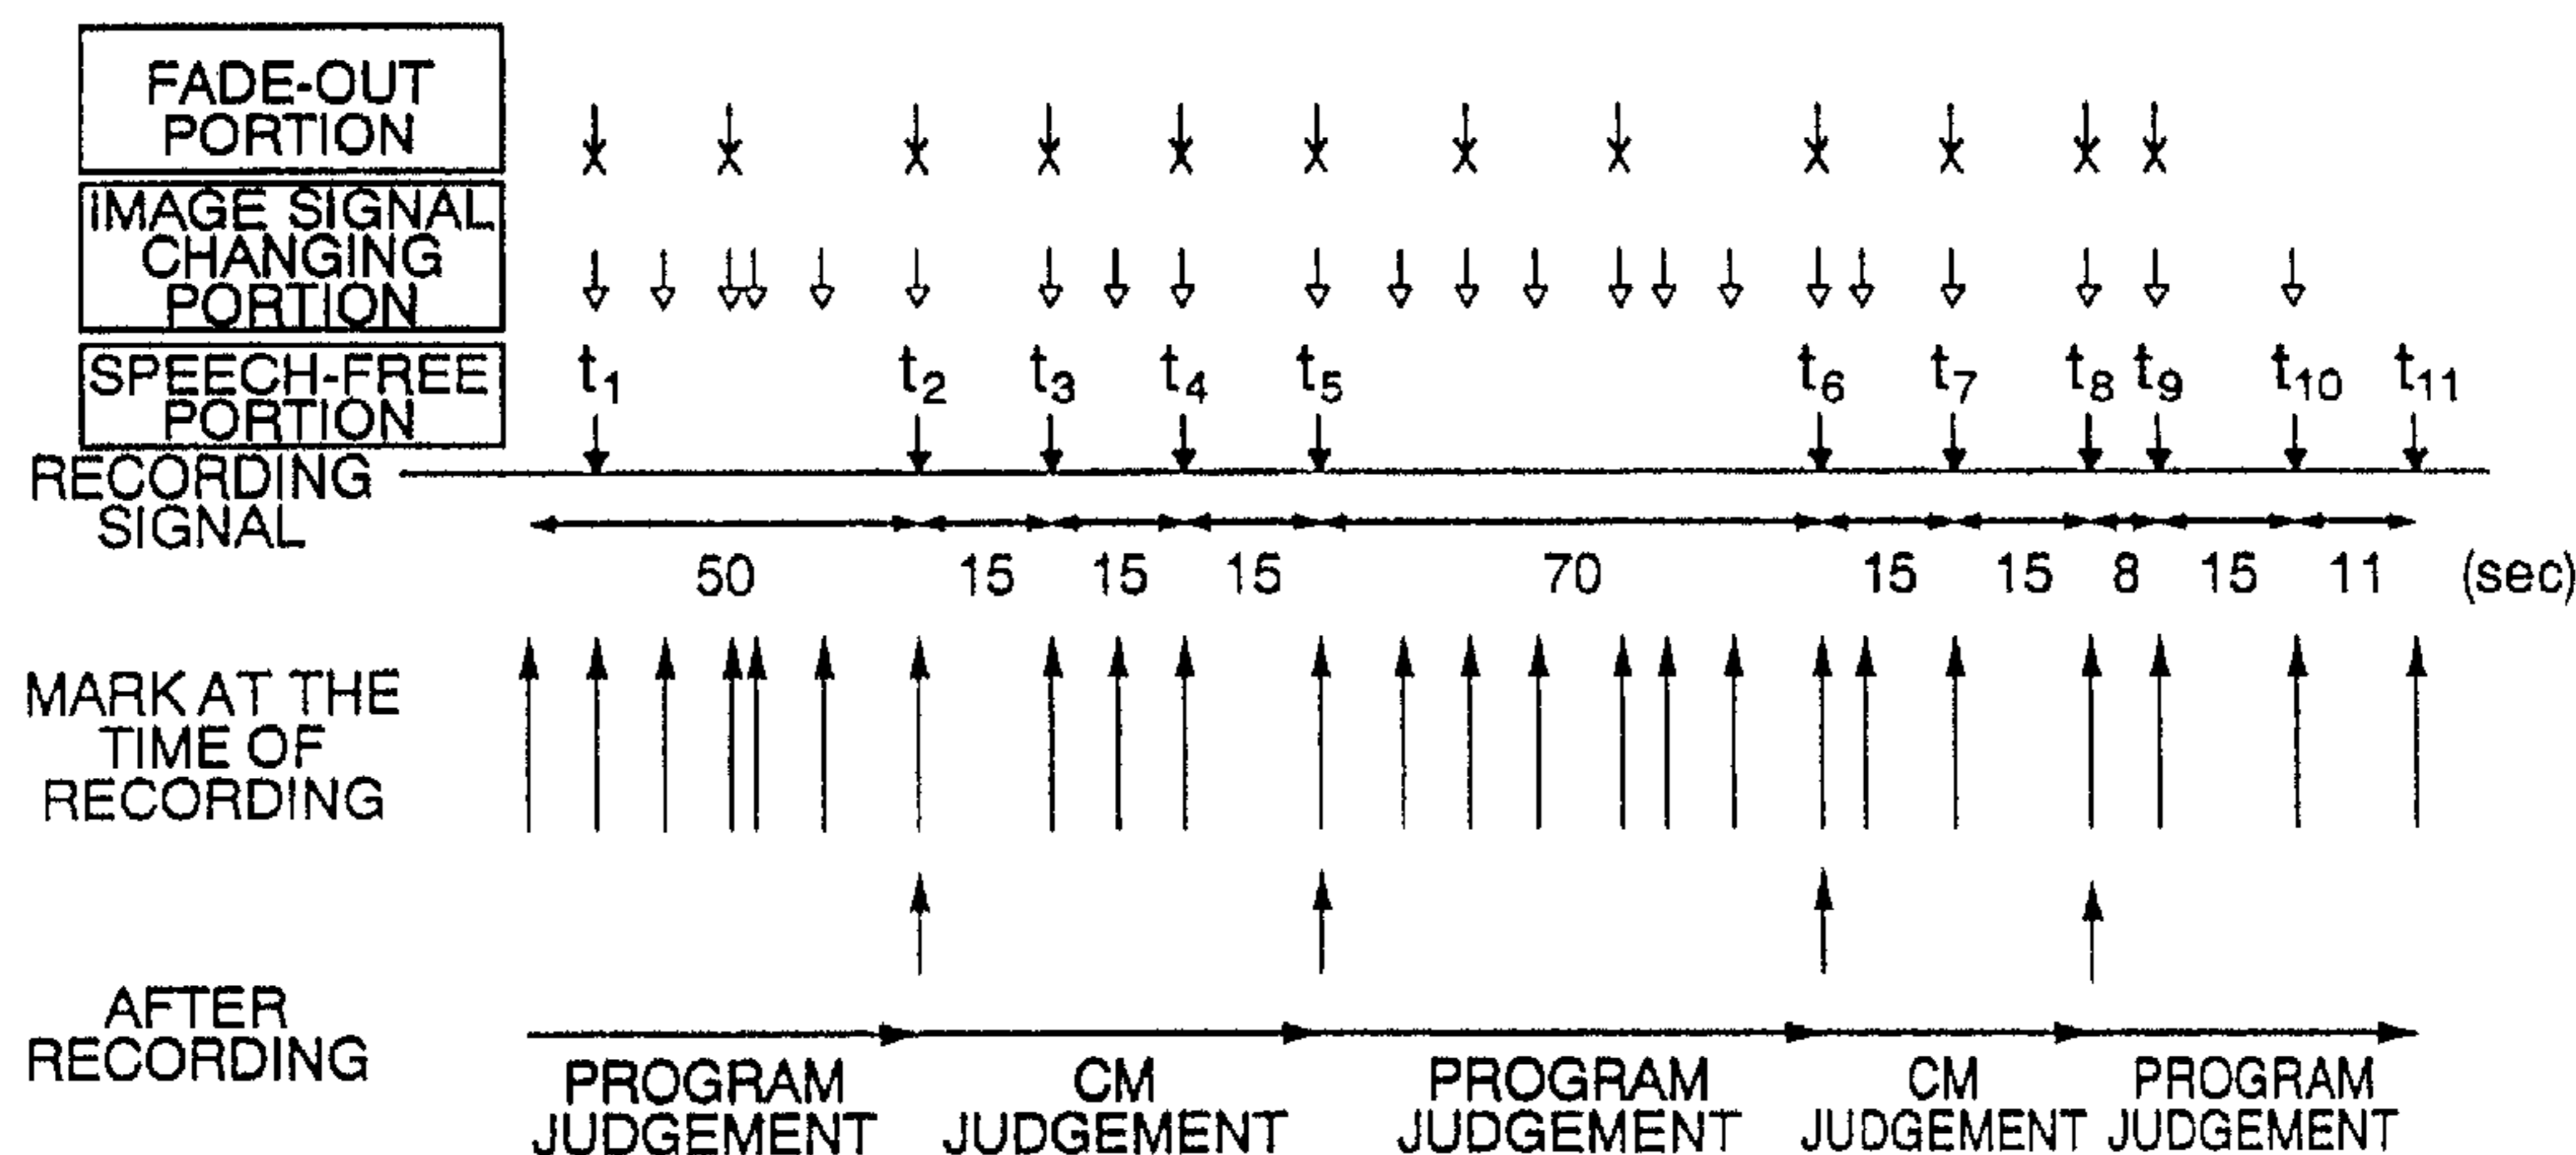 FADE-OUT
PORTION
IMAGE SIGNAL
CHANGING
PORTION
SPEECH-FREE
PORTION
t1 t2 t3 t4 t5 t6 t7 t8 t9 t10 t11
RECORDING
SIGNAL
50 15 15 15 70 15 15 8 15 11 (sec)
MARK AT THE
TIME OF
RECORDING
AFTER
RECORDING
PROGRAM
JUDGEMENT
CM
JUDGEMENT
PROGRAM
JUDGEMENT
CM
JUDGEMENT
PROGRAM
JUDGEMENT